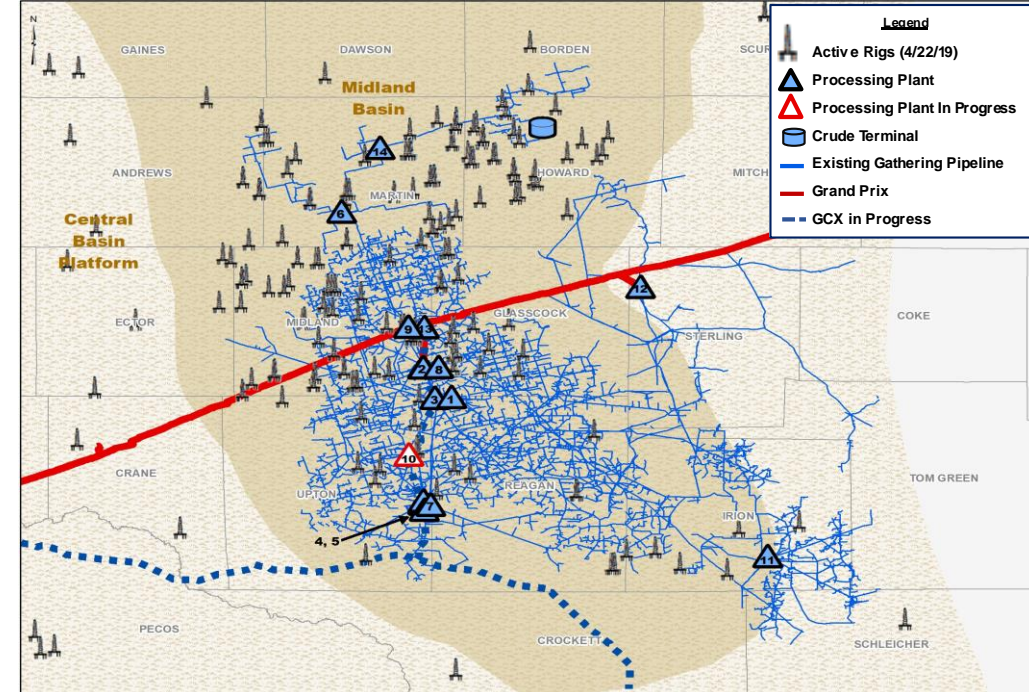 N
GAINES
DAWSON
BORDEN
SCUR
Legend
Active Rigs (4/22/19)
Processing Plant
Processing Plant In Progress
Crude Terminal
Existing Gathering Pipeline
Grand Prix
GCX in Progress
Midland
Basin
14
ANDREWS
MARTIN
HOWARD
MITCH
6
Central
Basin
Platform
12
ECTOR
MIDLAND
GLASSCOCK
STERLING
COKE
9
13
2
8
3
1
10
CRANE
UPTON
REAGAN
IRION
TOM GREEN
7
4, 5
11
PECOS
CROCKETT
SCHLEICHER